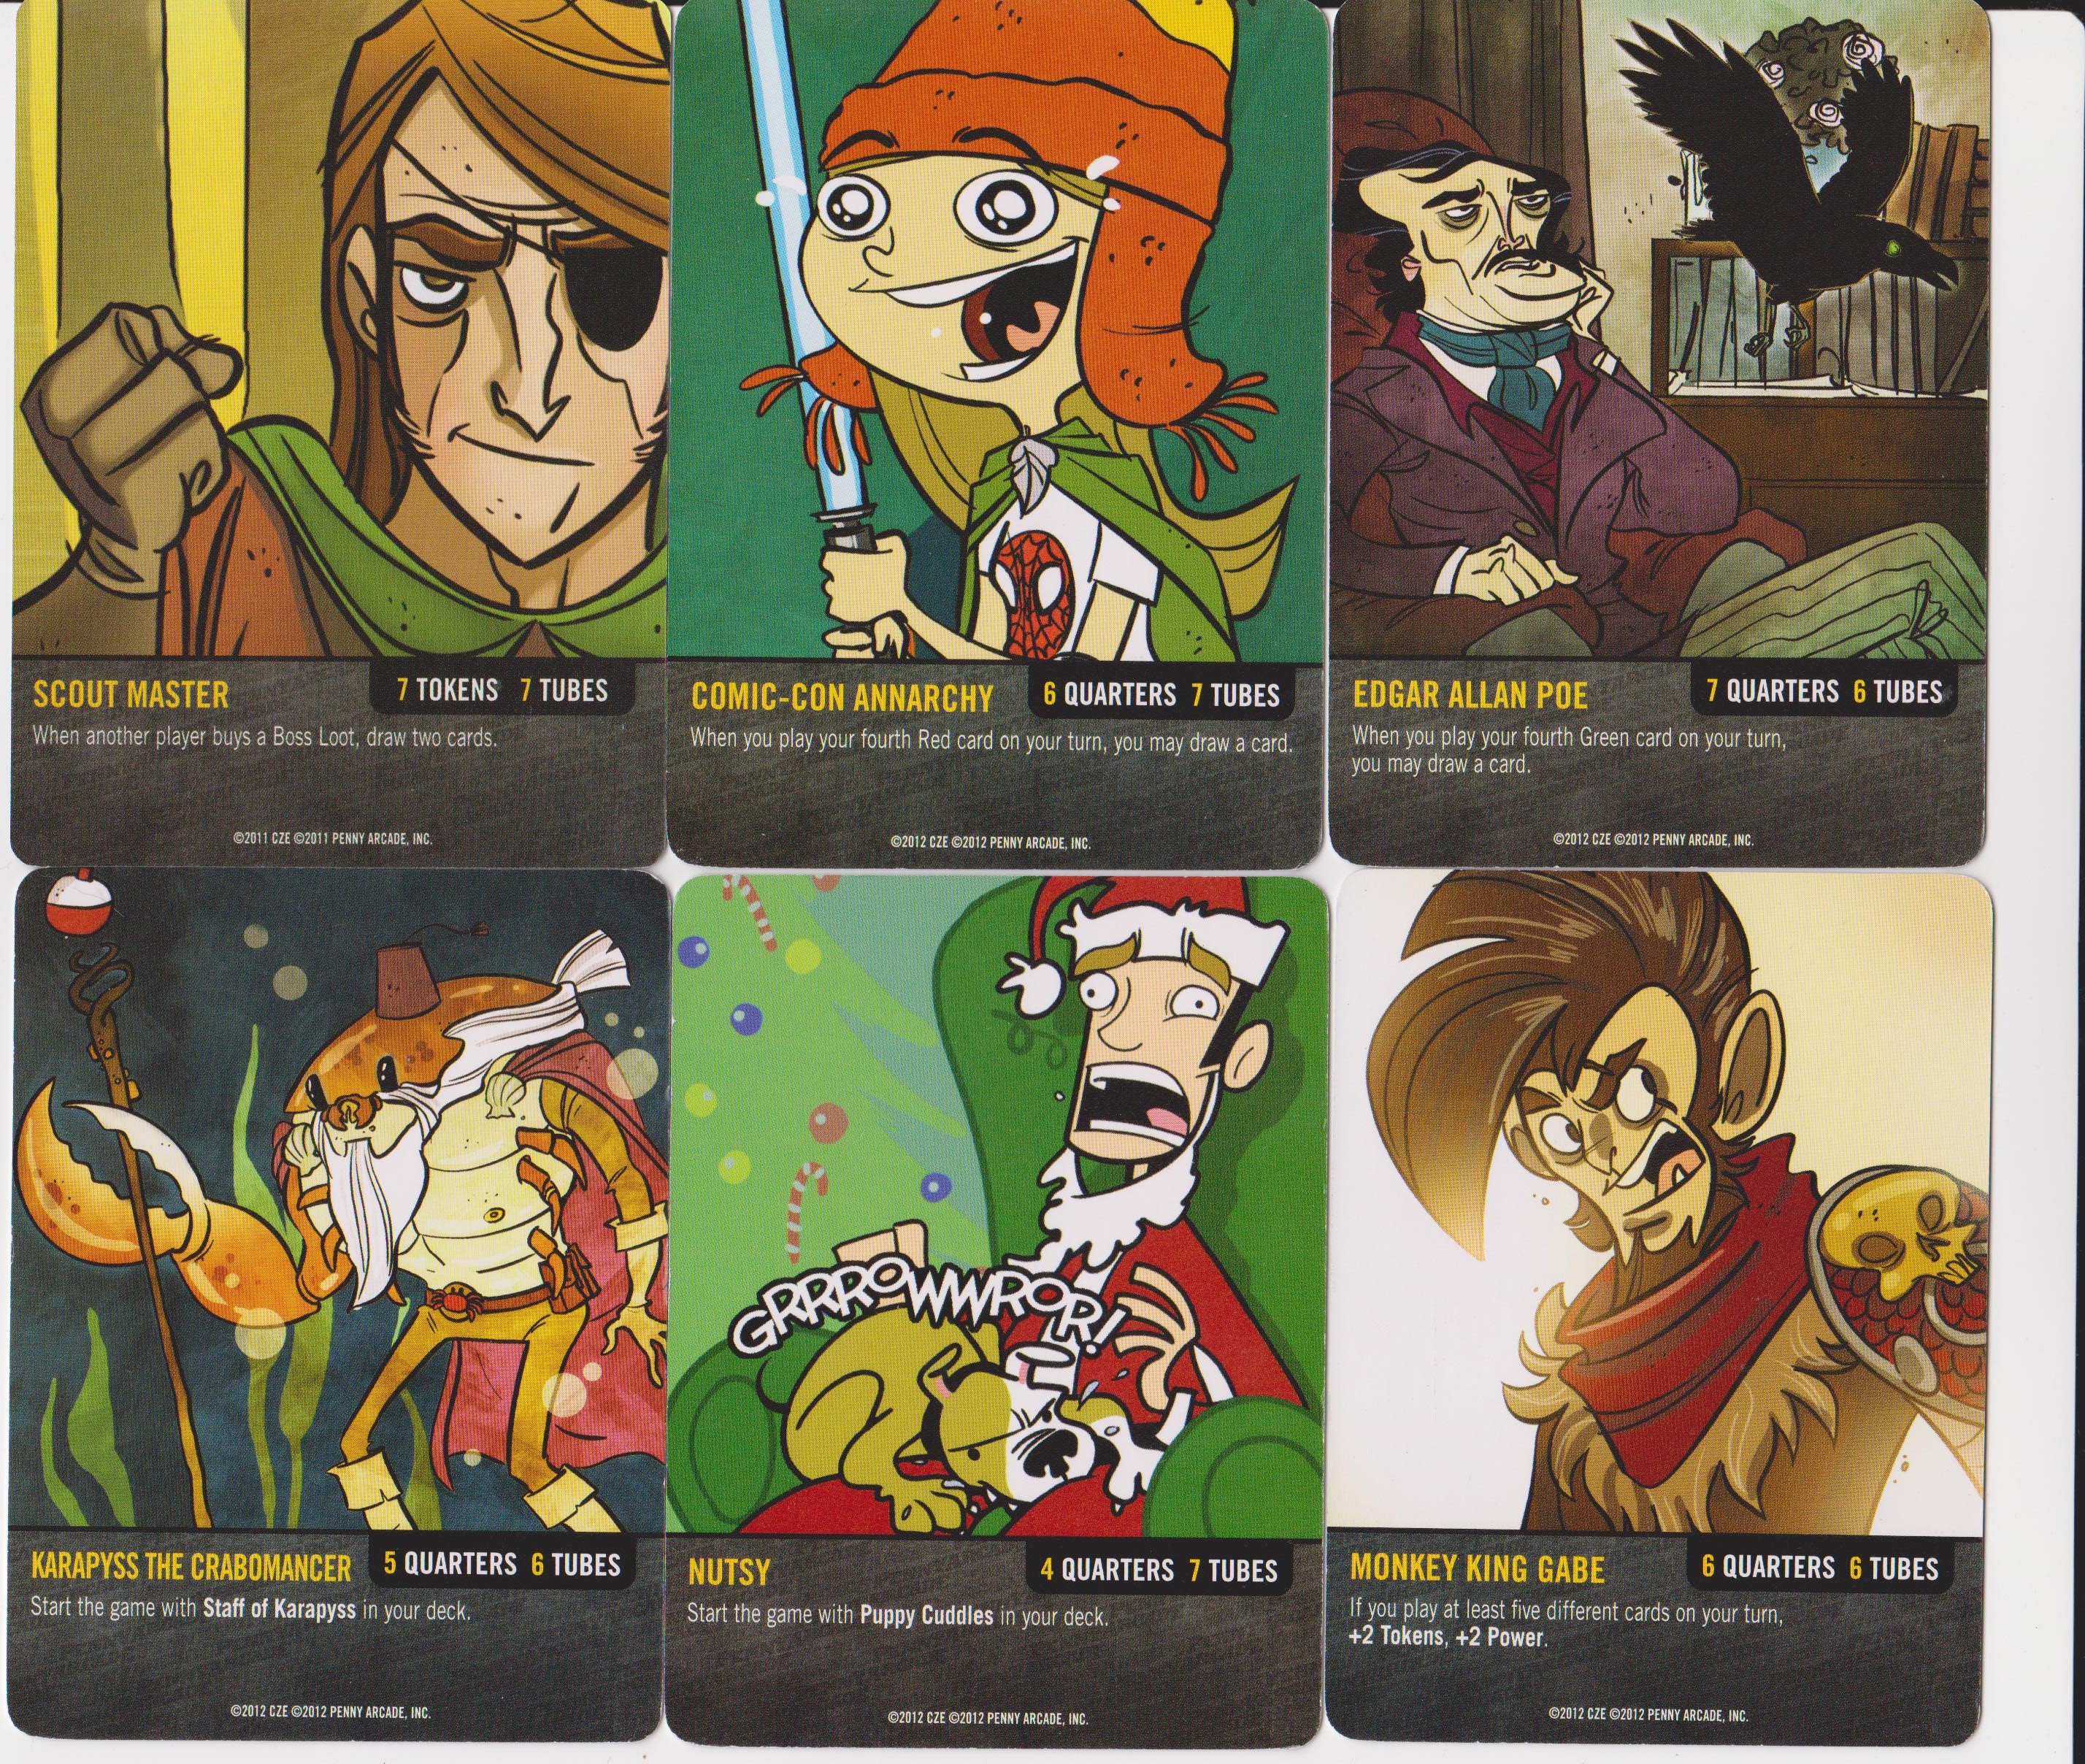 SCOUT MASTER
7 TOKENS 7 TUBES
When another player buys a Boss Loot, draw two cards.
©2011 CZE ©2011 PENNY ARCADE, INC.
COMIC-CON ANNARCHY
6 QUARTERS 7 TUBES
When you play your fourth Red card on your turn, you may draw a card.
©2012 CZE ©2012 PENNY ARCADE, INC.
EDGAR ALLAN POE
7 QUARTERS 6 TUBES
When you play your fourth Green card on your turn,
you may draw a card.
©2012 CZE ©2012 PENNY ARCADE, INC.
KARAPYSS THE CRABOMANCER
5 QUARTERS 6 TUBES
Start the game with Staff of Karapyss in your deck.
©2012 CZE ©2012 PENNY ARCADE, INC.
GRRROWWROR!
NUTSY
4 QUARTERS 7 TUBES
Start the game with Puppy Cuddles in your deck.
©2012 CZE ©2012 PENNY ARCADE, INC.
MONKEY KING GABE
6 QUARTERS 6 TUBES
If you play at least five different cards on your turn,
+2 Tokens, +2 Power.
©2012 CZE ©2012 PENNY ARCADE, INC.